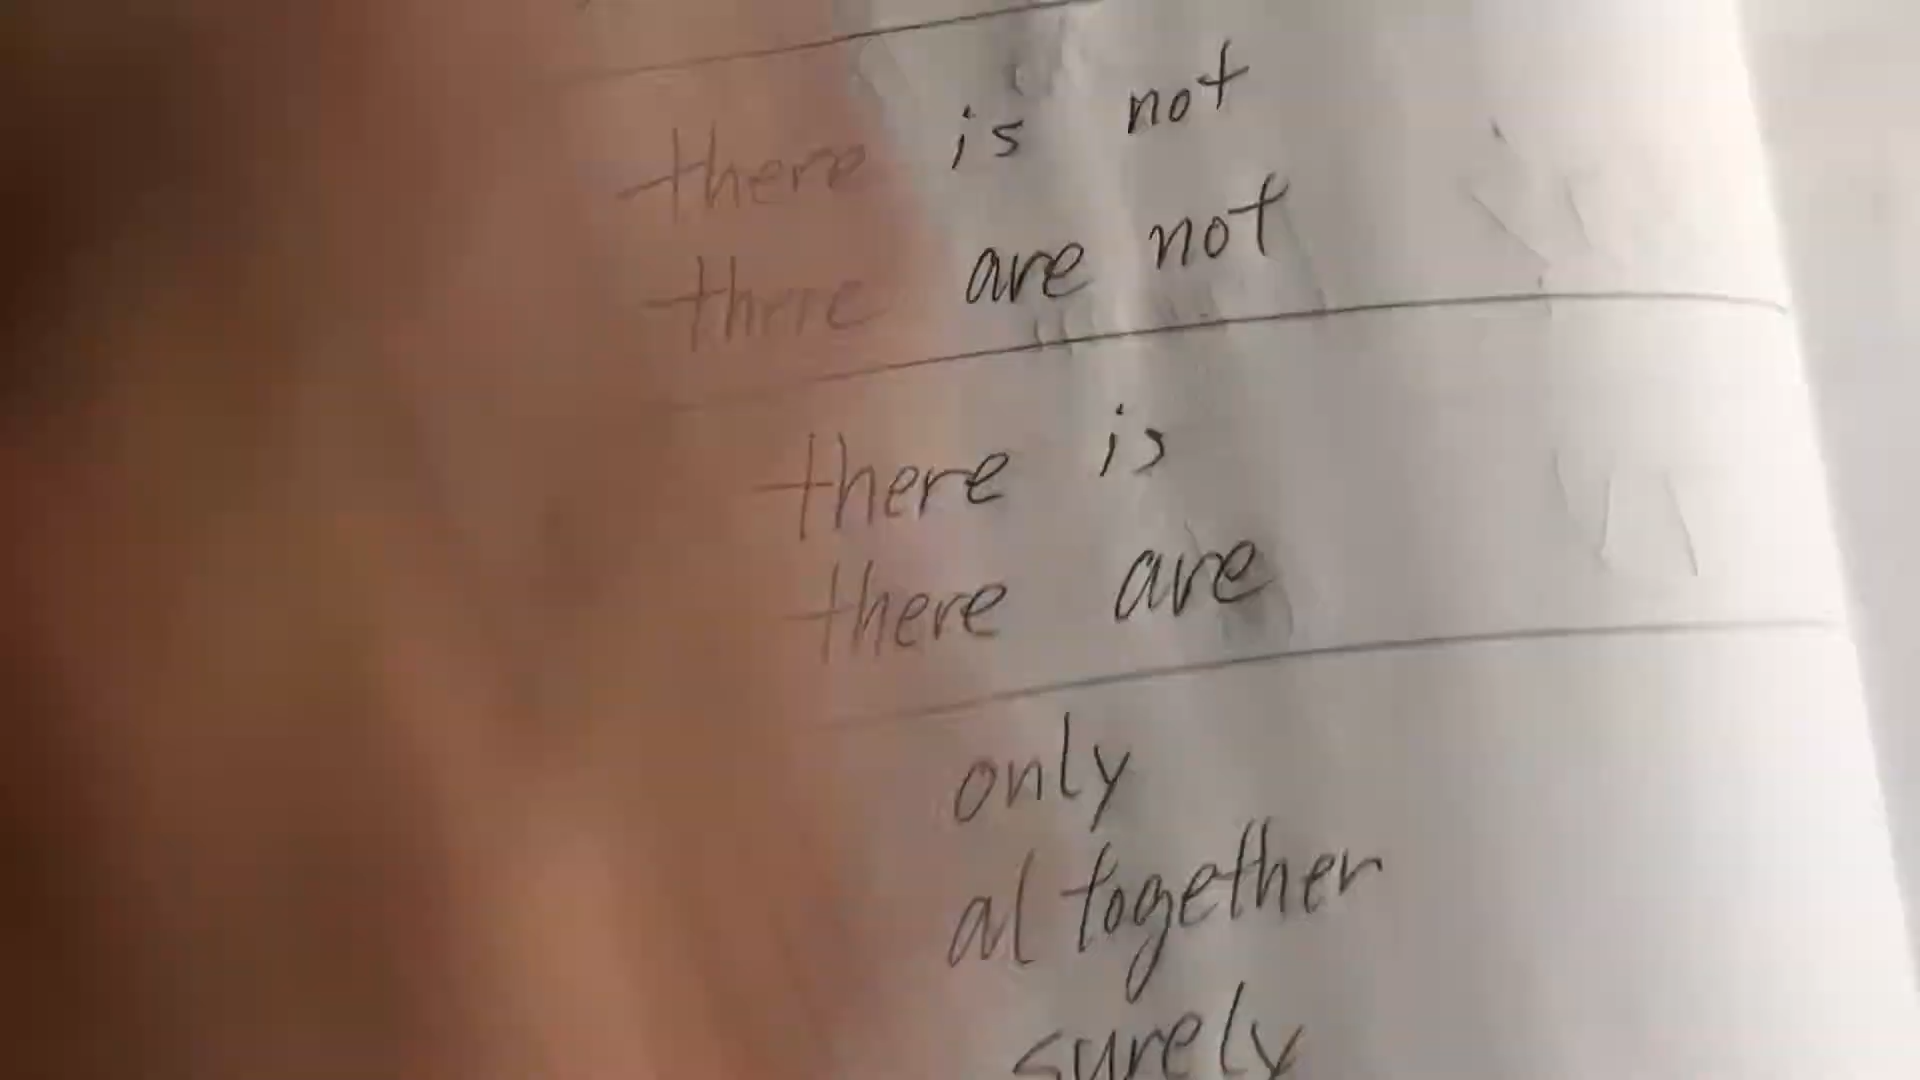 there is not
there are not
there is
there are
only
altogether
surely